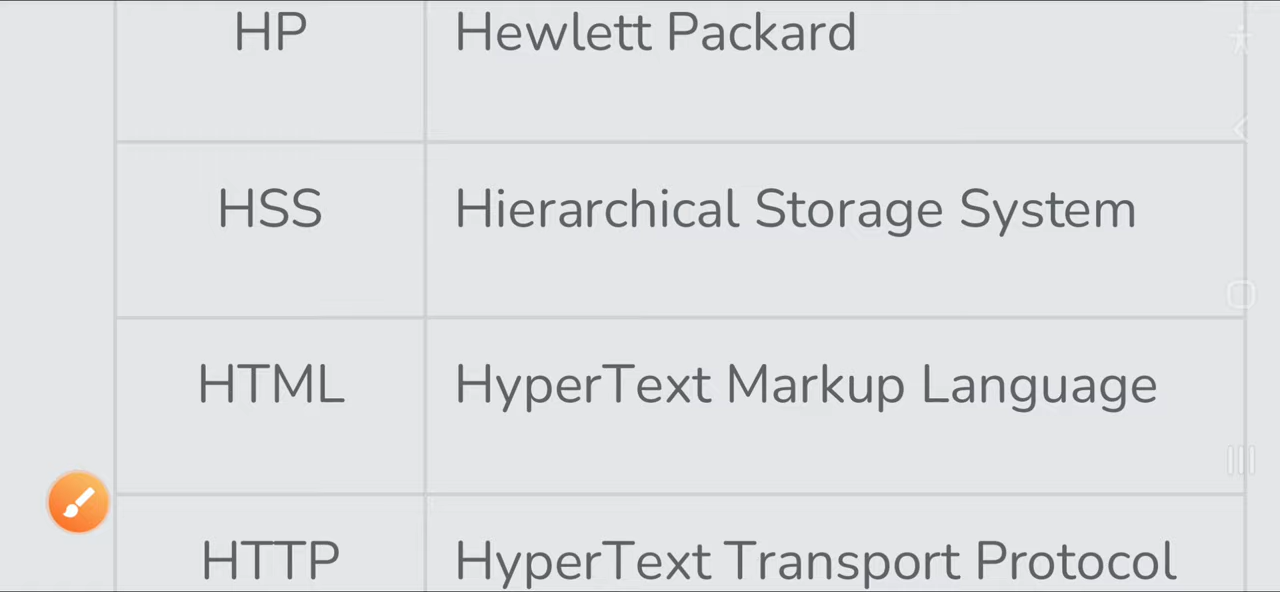 HP Hewlett Packard
HSS Hierarchical Storage System
HTML HyperText Markup Language
HTTP HyperText Transport Protocol